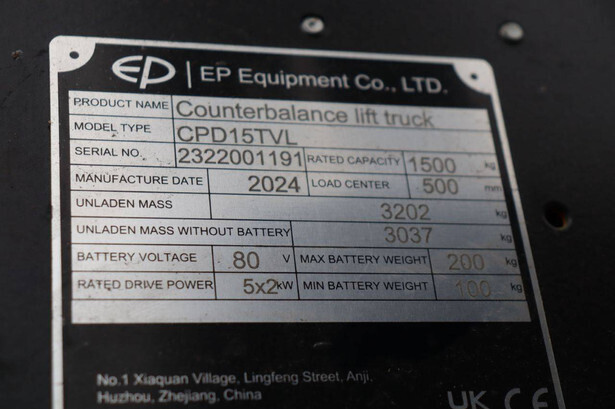 EP | EP Equipment Co., LTD.
PRODUCT NAME Counterbalance lift truck
MODEL TYPE CPD15TVL
SERIAL NO. 2322001191 RATED CAPACITY 1500 kg
MANUFACTURE DATE 2024 LOAD CENTER 500 mm
UNLADEN MASS 3202 kg
UNLADEN MASS WITHOUT BATTERY 3037 kg
BATTERY VOLTAGE 80 V MAX BATTERY WEIGHT 200 kg
RATED DRIVE POWER 5x2 kW MIN BATTERY WEIGHT 100 kg
No.1 Xiaquan Village, Lingfeng Street, Anji,
Huzhou, Zhejiang, China
UK CE